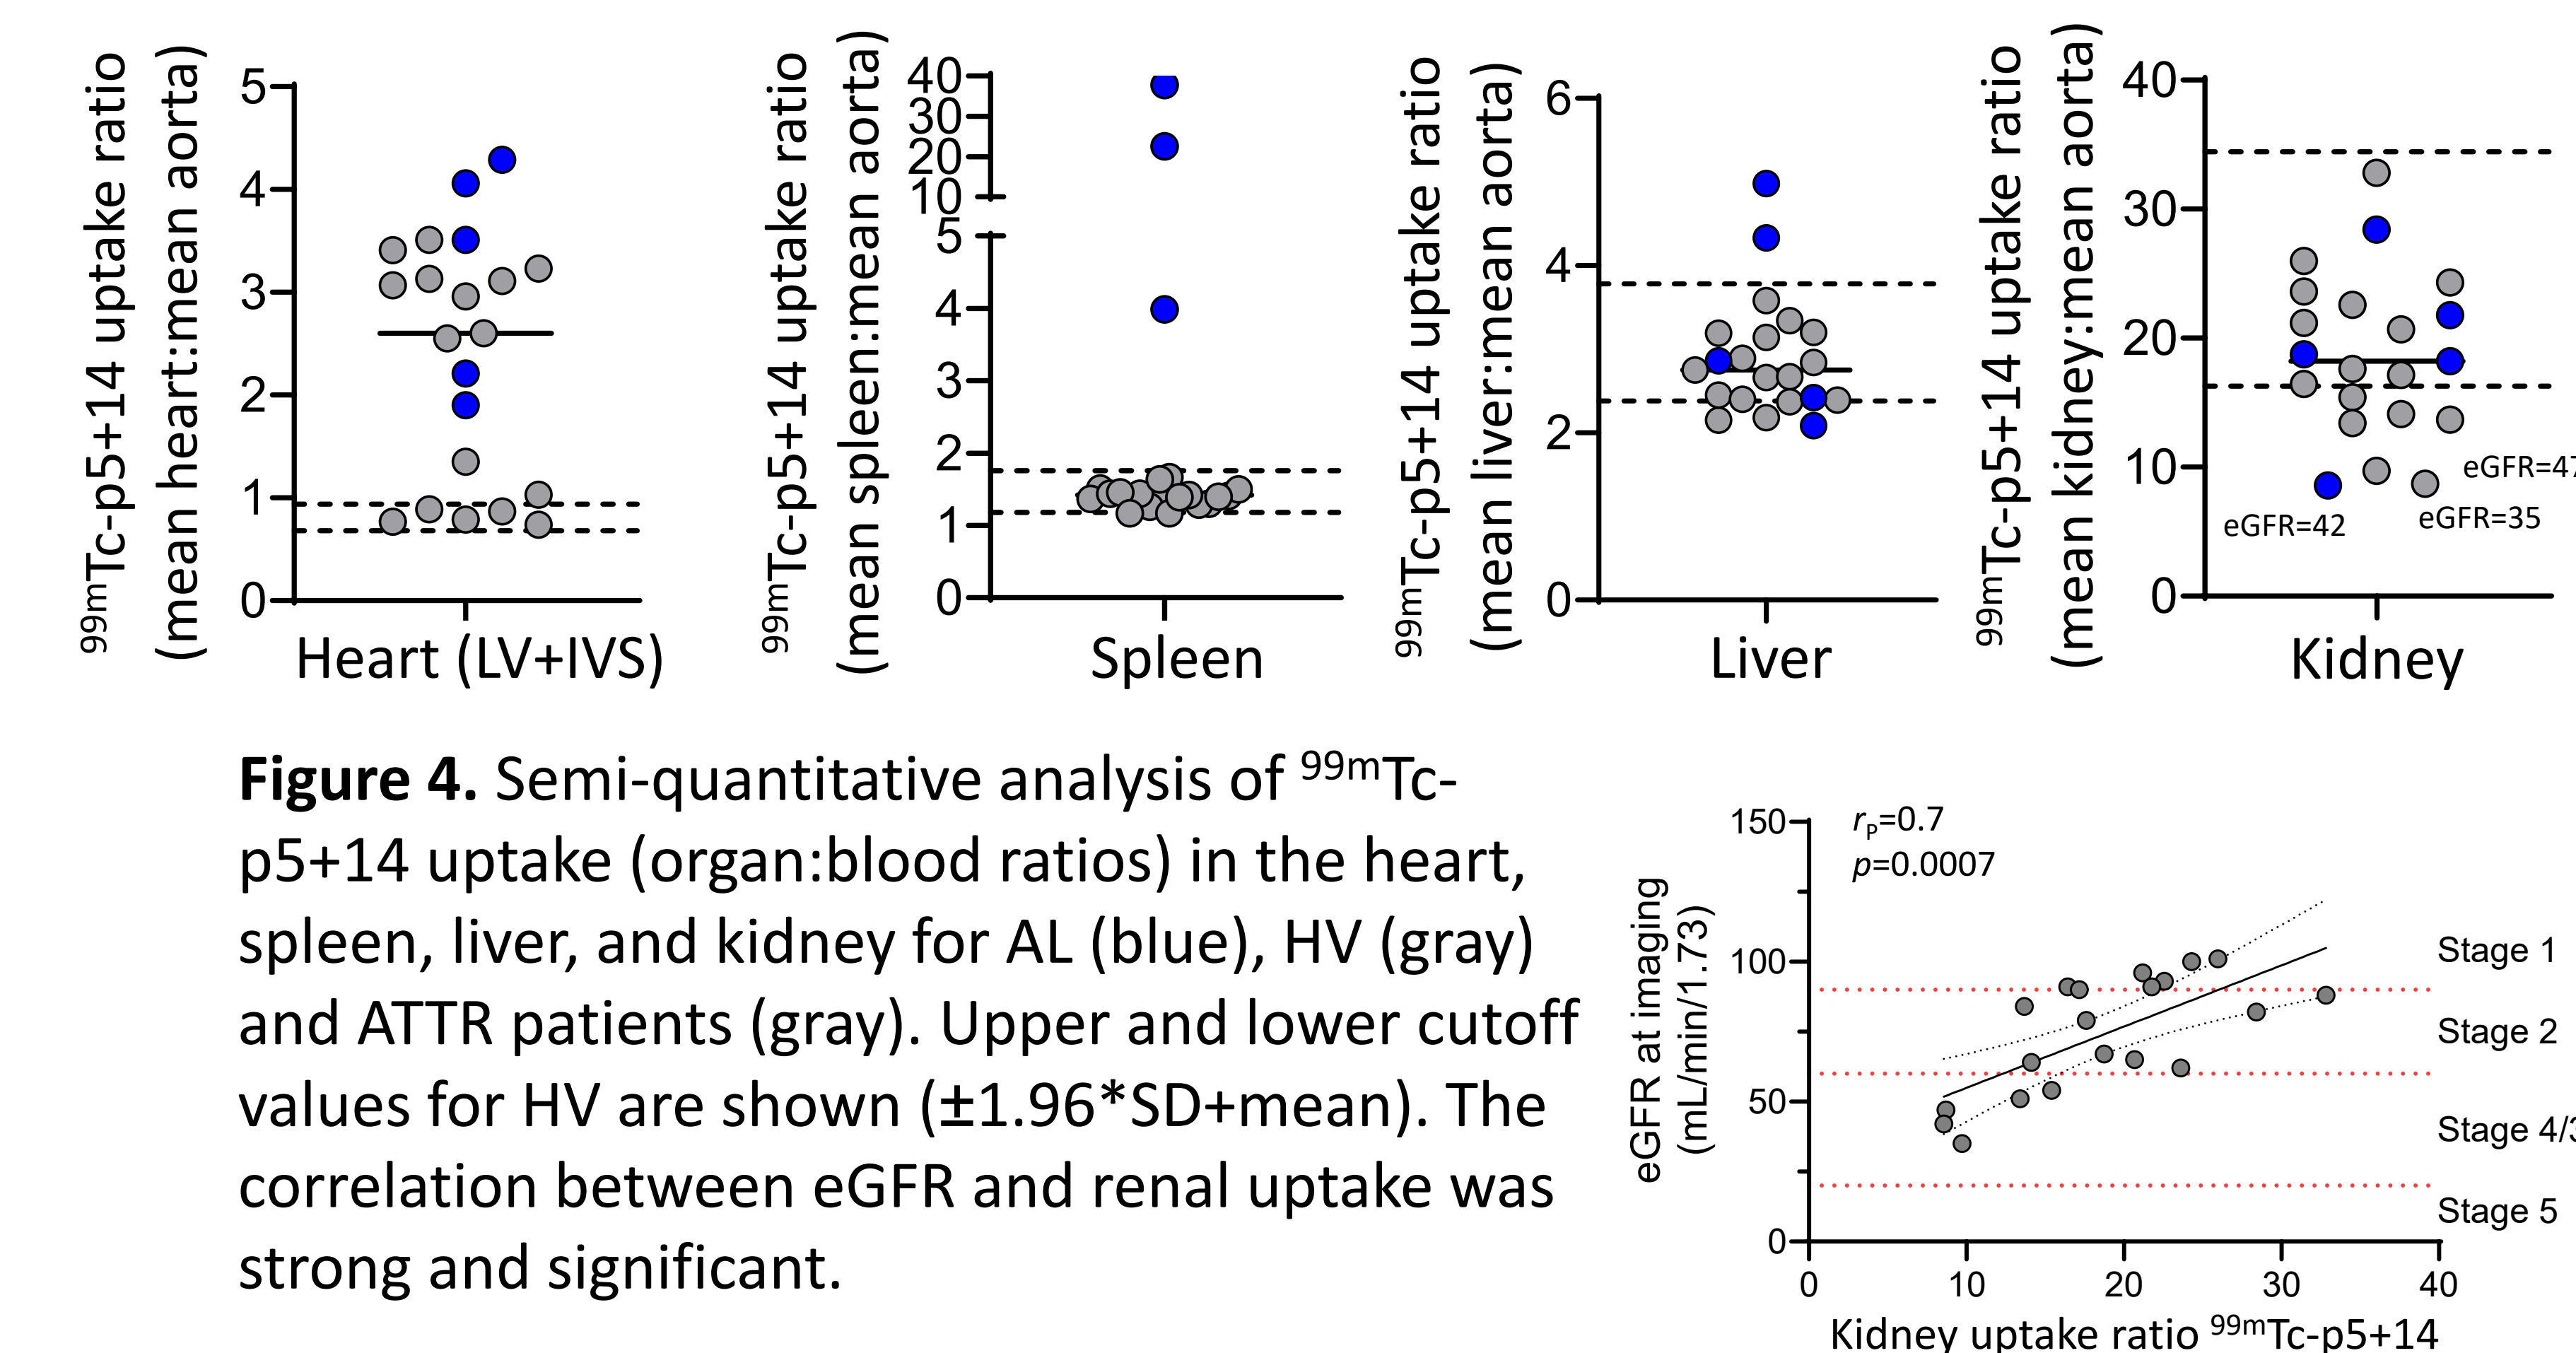 99mTc-p5+14 uptake ratio
(mean heart:mean aorta)
5
4
3
2
1
0
Heart (LV+IVS)
99mTc-p5+14 uptake ratio
(mean spleen:mean aorta)
40
30
20
10
5
4
3
2
1
0
Spleen
99mTc-p5+14 uptake ratio
(mean liver:mean aorta)
6
4
2
0
Liver
99mTc-p5+14 uptake ratio
(mean kidney:mean aorta)
40
30
20
10
0
eGFR=47
eGFR=42
eGFR=35
Kidney
Figure 4. Semi-quantitative analysis of 99mTc-
p5+14 uptake (organ:blood ratios) in the heart,
spleen, liver, and kidney for AL (blue), HV (gray)
and ATTR patients (gray). Upper and lower cutoff
values for HV are shown (±1.96*SD+mean). The
correlation between eGFR and renal uptake was
strong and significant.
eGFR at imaging
(mL/min/1.73)
150
100
50
0
rP=0.7
p=0.0007
Stage 1
Stage 2
Stage 4/3
Stage 5
0 10 20 30 40
Kidney uptake ratio 99mTc-p5+14